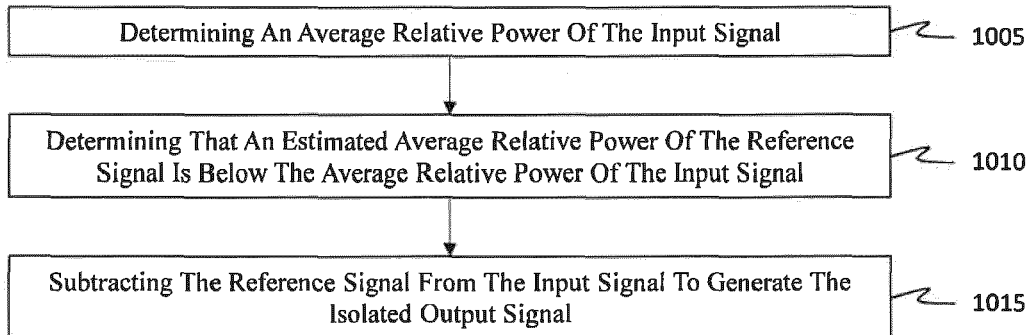 Determining An Average Relative Power Of The Input Signal
1005
Determining That An Estimated Average Relative Power Of The Reference
Signal Is Below The Average Relative Power Of The Input Signal
1010
Subtracting The Reference Signal From The Input Signal To Generate The
Isolated Output Signal
1015